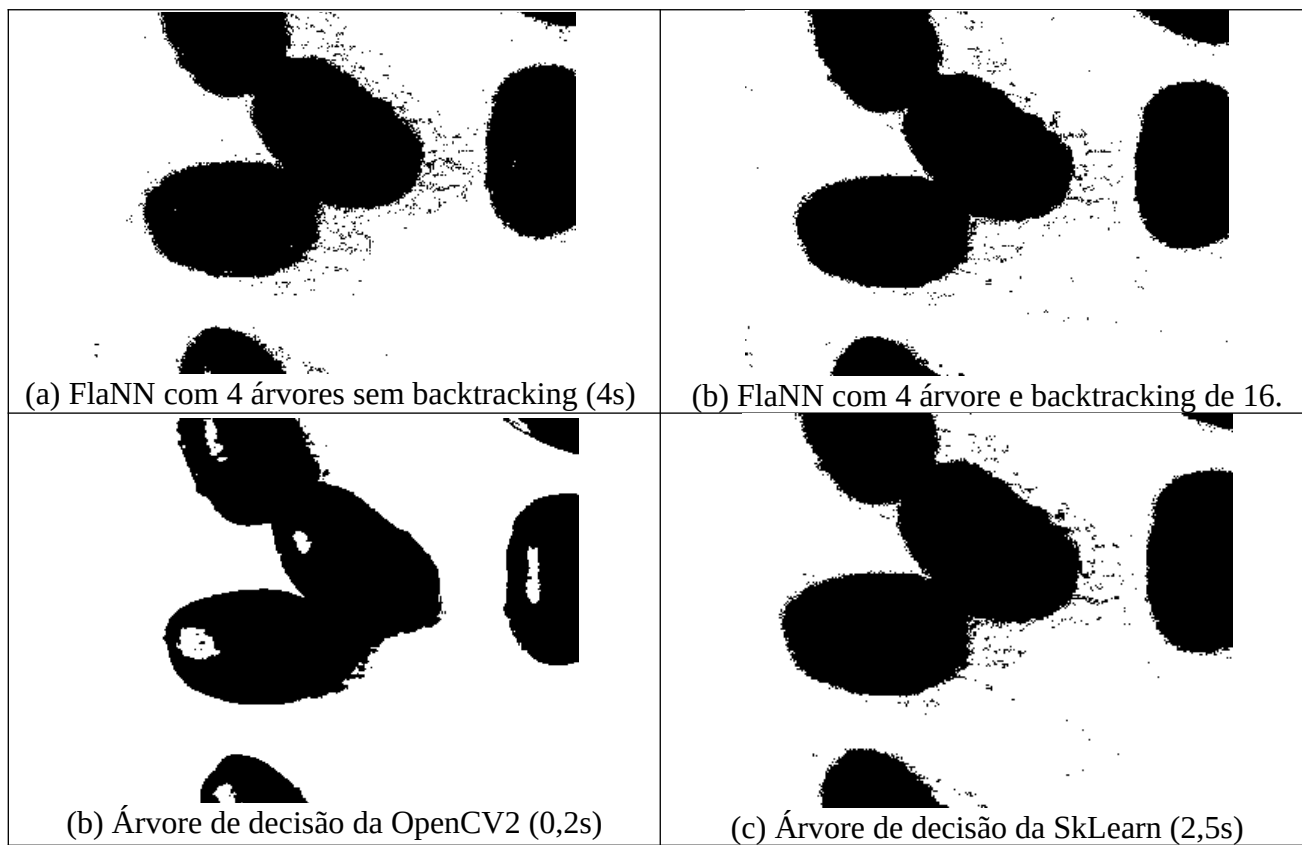 (a) FlaNN com 4 árvores sem backtracking (4s)
(b) FlaNN com 4 árvore e backtracking de 16.
(b) Árvore de decisão da OpenCV2 (0,2s)
(c) Árvore de decisão da SkLearn (2,5s)